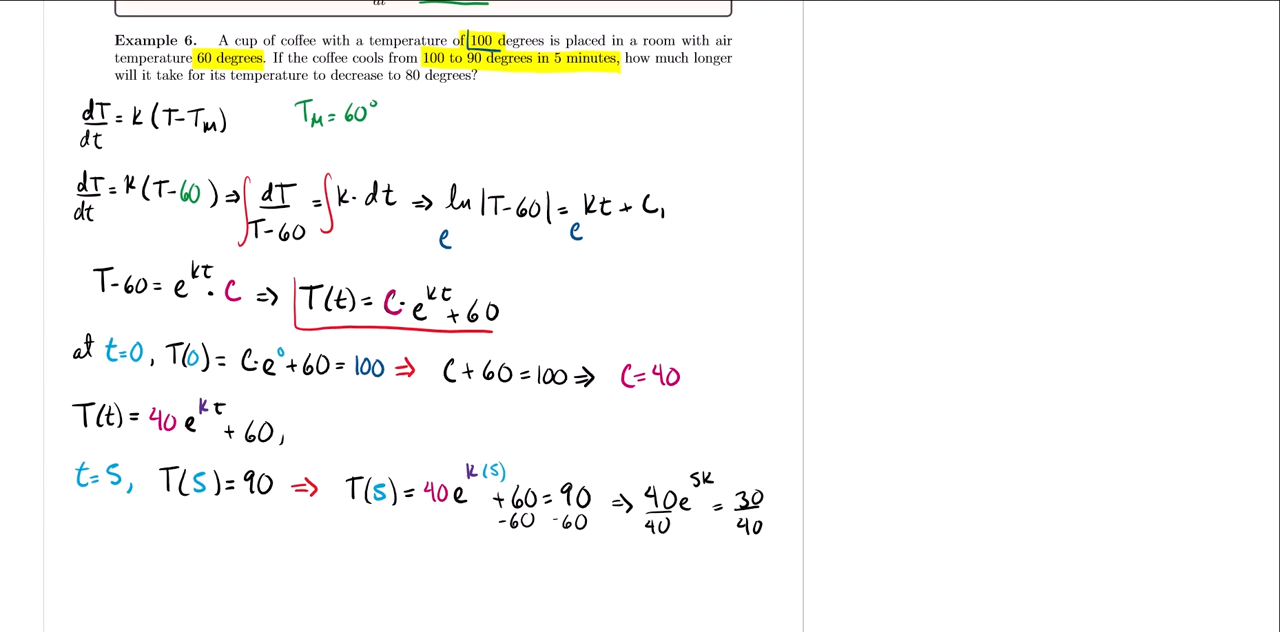 dt
Example 6. A cup of coffee with a temperature of 100 degrees is placed in a room with air
temperature 60 degrees. If the coffee cools from 100 to 90 degrees in 5 minutes, how much longer
will it take for its temperature to decrease to 80 degrees?
dT/dt = k (T-T_M) T_M = 60°
dT/dt = k (T-60) ⇒ ∫ dT/(T-60) = ∫ k · dt ⇒ ln |T-60| = kt + C₁
e e
T-60 = e^(kt) · C ⇒ T(t) = C · e^(kt) + 60
at t=0, T(0) = C·e^0 + 60 = 100 ⇒ C + 60 = 100 ⇒ C = 40
T(t) = 40 e^(kt) + 60,
t=5, T(5) = 90 ⇒ T(5) = 40e^(k(5)) + 60 = 90 ⇒ 40e^(5k)/40 = 30/40
-60 -60